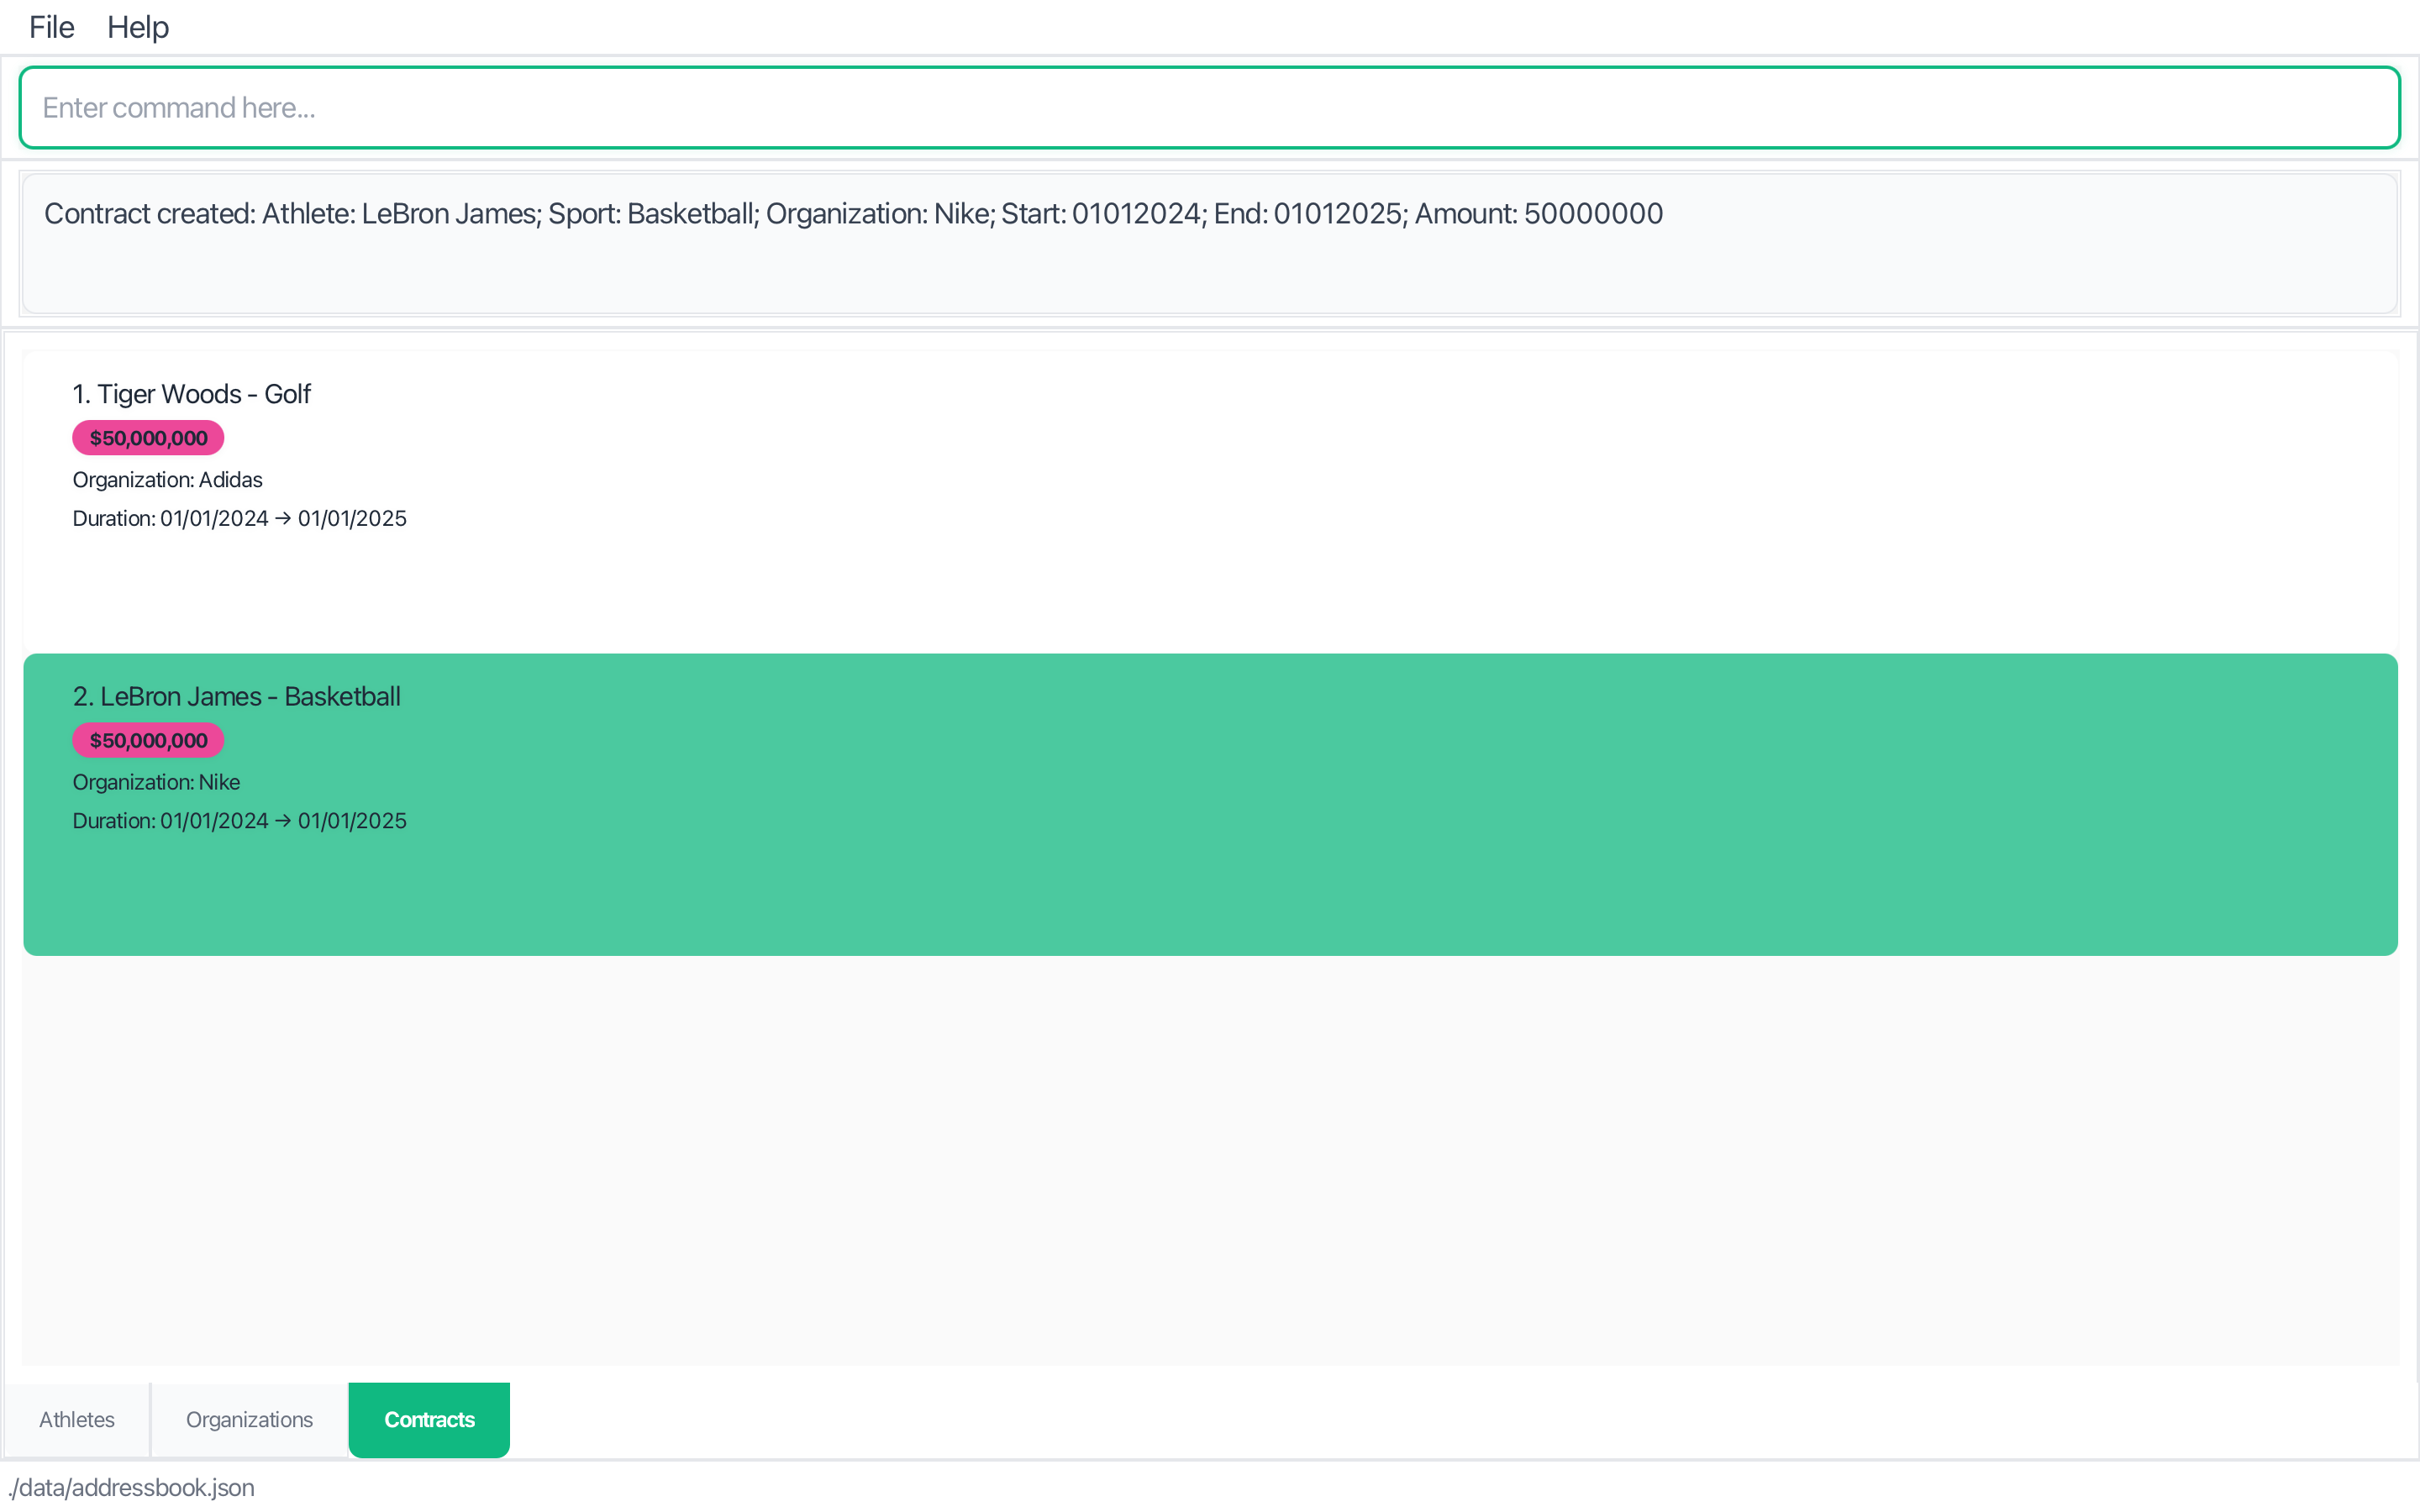 File Help
Enter command here...
Contract created: Athlete: LeBron James; Sport: Basketball; Organization: Nike; Start: 01012024; End: 01012025; Amount: 50000000
1. Tiger Woods - Golf
$50,000,000
Organization: Adidas
Duration: 01/01/2024 → 01/01/2025
2. LeBron James - Basketball
$50,000,000
Organization: Nike
Duration: 01/01/2024 → 01/01/2025
Athletes Organizations Contracts
./data/addressbook.json